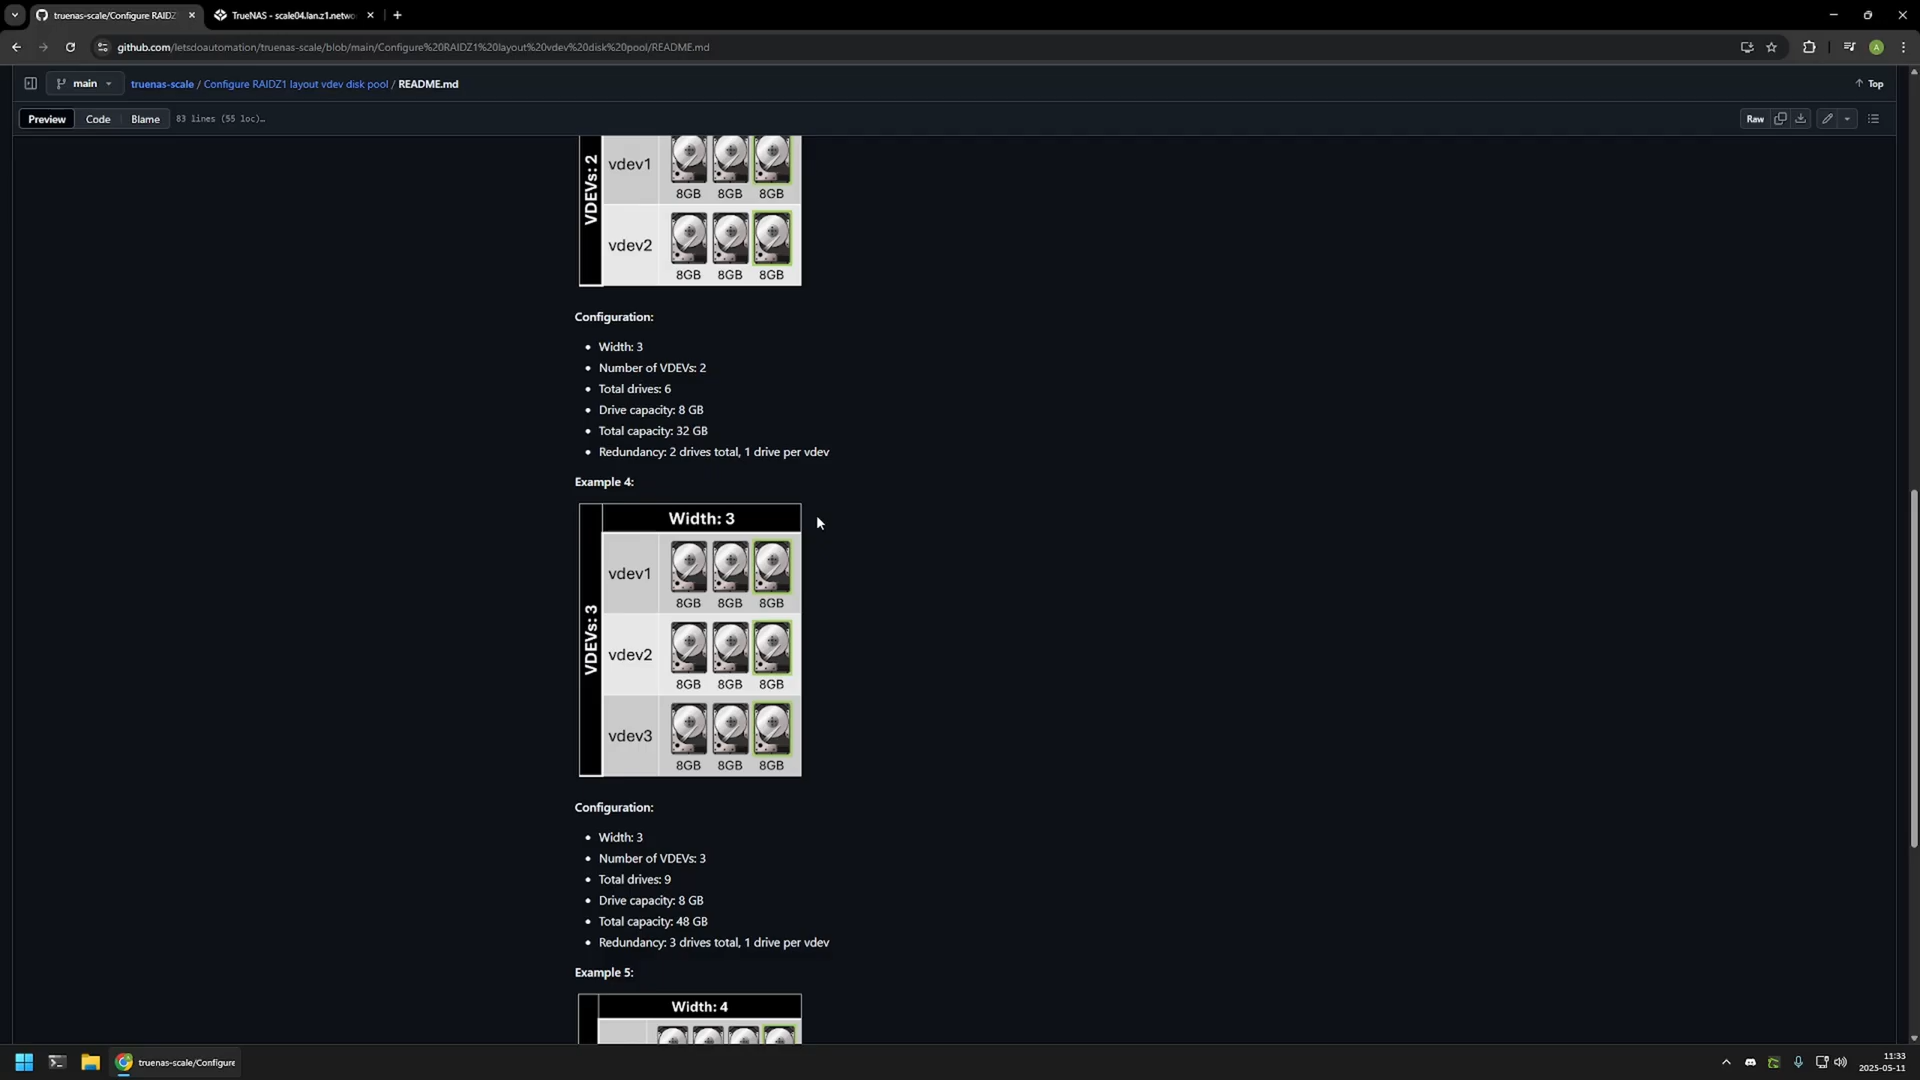 truenas-scale/Configure RAIDZ
TrueNAS - scale04.lan.z1.netwo
github.com/letsdoautomation/truenas-scale/blob/main/Configure%20RAIDZ1%20layout%20vdev%20disk%20pool/README.md
A
main
truenas-scale / Configure RAIDZ1 layout vdev disk pool / README.md
Top
Preview
Code
Blame
83 lines (55 loc)…
Raw
VDEVs: 2
vdev1
8GB 8GB 8GB
vdev2
8GB 8GB 8GB
Configuration:
• Width: 3
• Number of VDEVs: 2
• Total drives: 6
• Drive capacity: 8 GB
• Total capacity: 32 GB
• Redundancy: 2 drives total, 1 drive per vdev
Example 4:
Width: 3
VDEVs: 3
vdev1
8GB 8GB 8GB
vdev2
8GB 8GB 8GB
vdev3
8GB 8GB 8GB
Configuration:
• Width: 3
• Number of VDEVs: 3
• Total drives: 9
• Drive capacity: 8 GB
• Total capacity: 48 GB
• Redundancy: 3 drives total, 1 drive per vdev
Example 5:
Width: 4
truenas-scale/Configure
11:33
2025-05-11